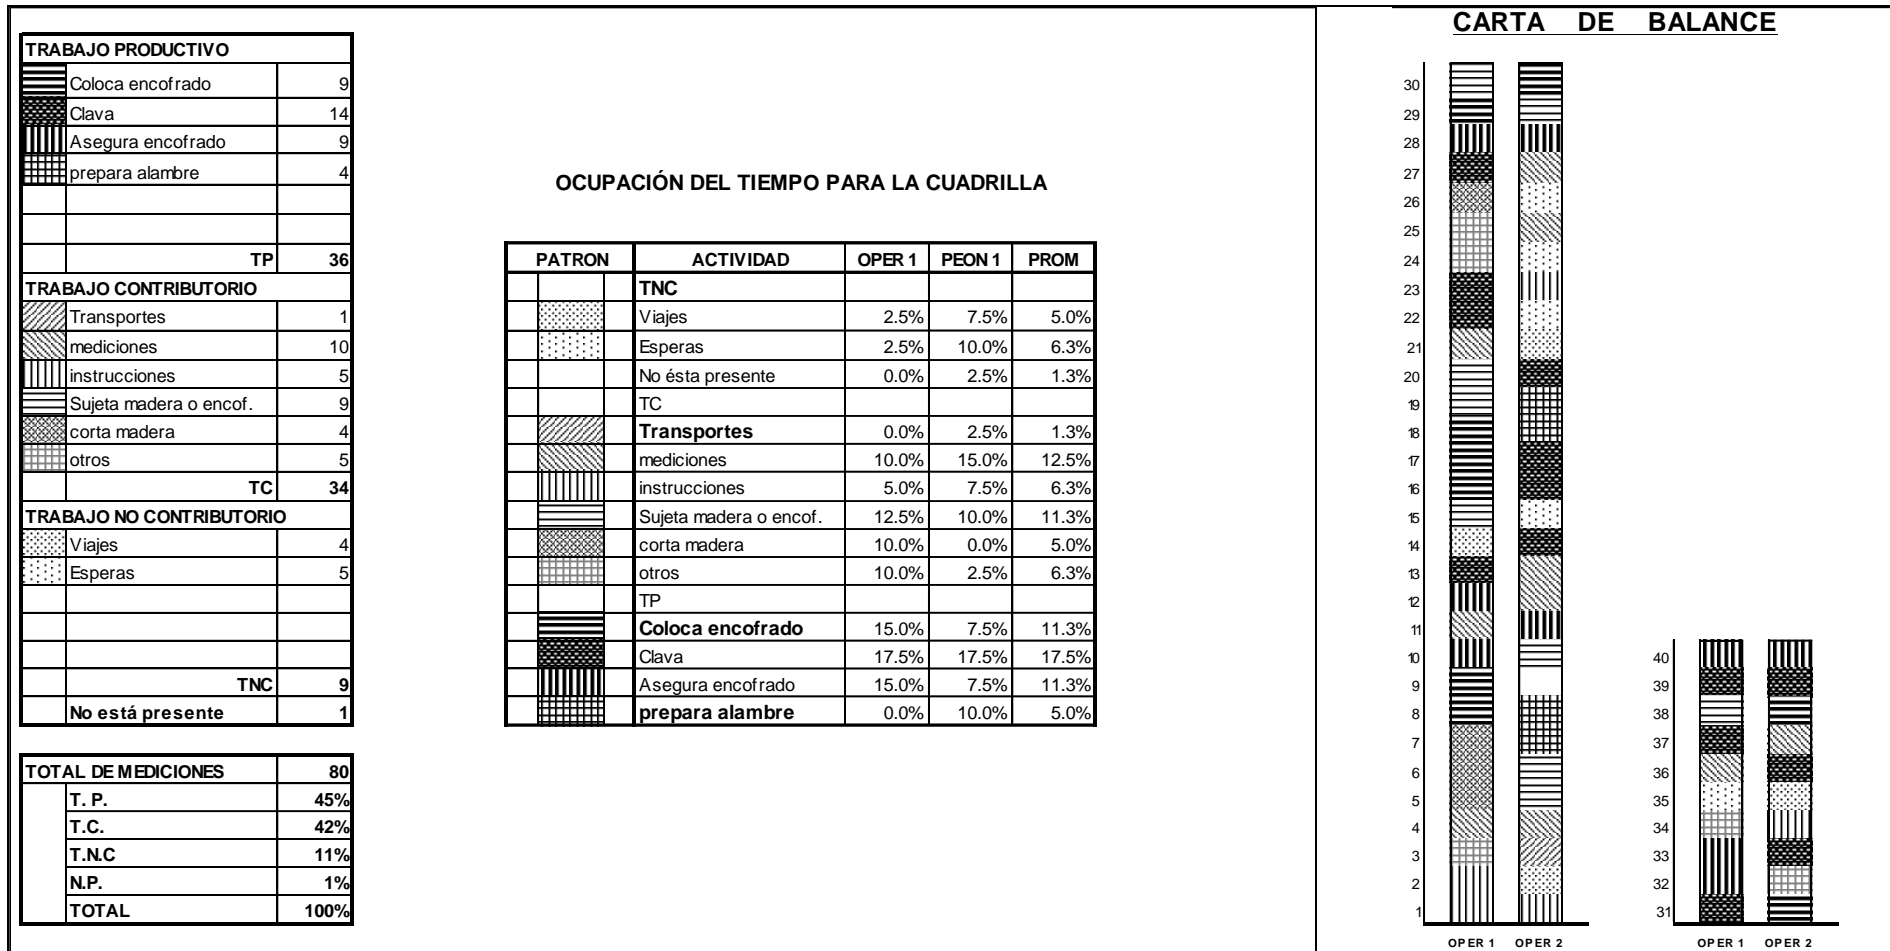 CARTA DE BALANCE
TRABAJO PRODUCTIVO
Coloca encofrado 9
Clava 14
Asegura encofrado 9
prepara alambre 4
TP 36
TRABAJO CONTRIBUTORIO
Transportes 1
mediciones 10
instrucciones 5
Sujeta madera o encof. 9
corta madera 4
otros 5
TC 34
TRABAJO NO CONTRIBUTORIO
Viajes 4
Esperas 5
TNC 9
No está presente 1
TOTAL DE MEDICIONES 80
T. P. 45%
T.C. 42%
T.N.C 11%
N.P. 1%
TOTAL 100%
OCUPACIÓN DEL TIEMPO PARA LA CUADRILLA
PATRON ACTIVIDAD OPER 1 PEON 1 PROM
TNC
Viajes 2.5% 7.5% 5.0%
Esperas 2.5% 10.0% 6.3%
No ésta presente 0.0% 2.5% 1.3%
TC
Transportes 0.0% 2.5% 1.3%
mediciones 10.0% 15.0% 12.5%
instrucciones 5.0% 7.5% 6.3%
Sujeta madera o encof. 12.5% 10.0% 11.3%
corta madera 10.0% 0.0% 5.0%
otros 10.0% 2.5% 6.3%
TP
Coloca encofrado 15.0% 7.5% 11.3%
Clava 17.5% 17.5% 17.5%
Asegura encofrado 15.0% 7.5% 11.3%
prepara alambre 0.0% 10.0% 5.0%
30
29
28
27
26
25
24
23
22
21
20
19
18
17
16
15
14
13
12
11
10
9
8
7
6
5
4
3
2
1
OPER 1 OPER 2
40
39
38
37
36
35
34
33
32
31
OPER 1 OPER 2